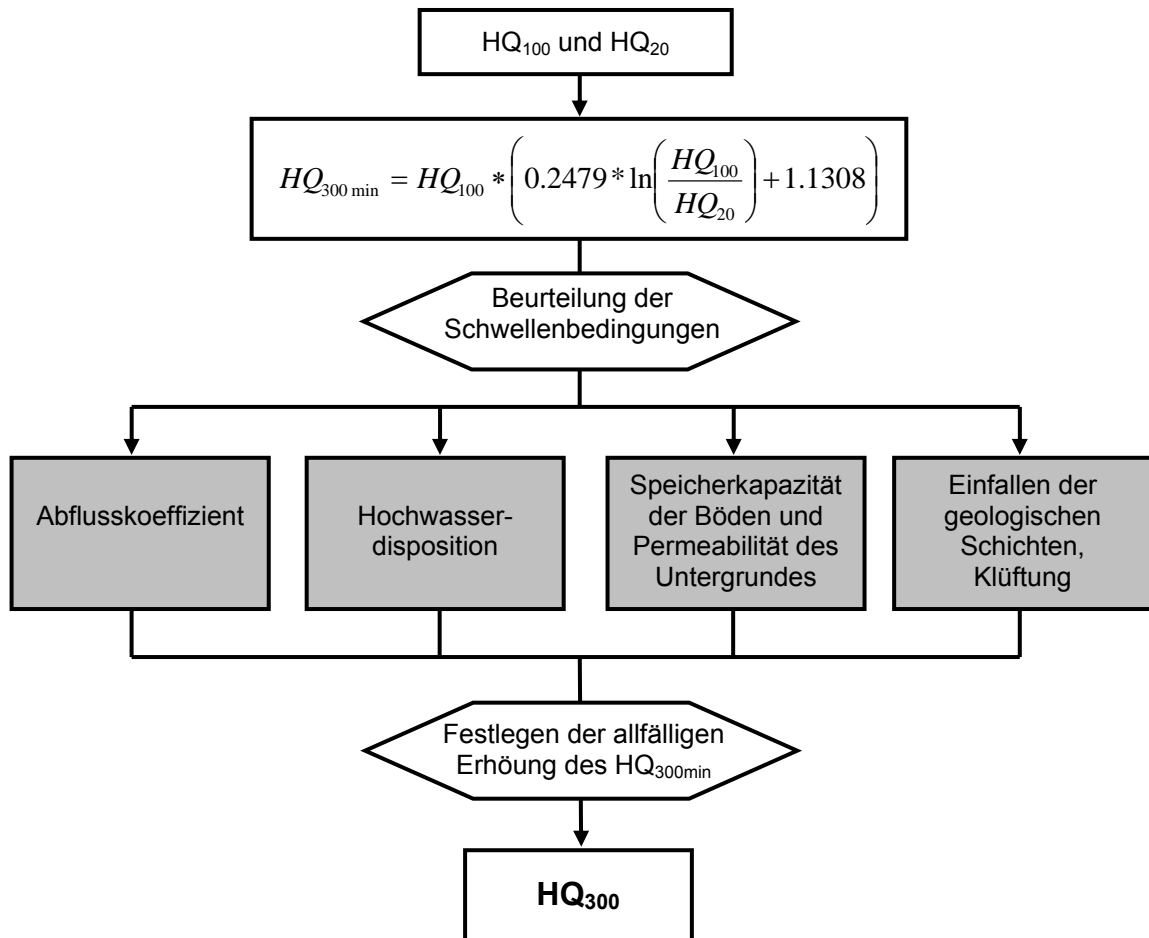 HQ₁₀₀ und HQ₂₀
HQ₃₀₀ ₘᵢₙ = HQ₁₀₀ * (0.2479 * ln(HQ₁₀₀ / HQ₂₀) + 1.1308)
Beurteilung der
Schwellenbedingungen
Abflusskoeffizient
Hochwasser-
disposition
Speicherkapazität
der Böden und
Permeabilität des
Untergrundes
Einfallen der
geologischen
Schichten,
Klüftung
Festlegen der allfälligen
Erhöung des HQ₃₀₀ₘᵢₙ
HQ₃₀₀